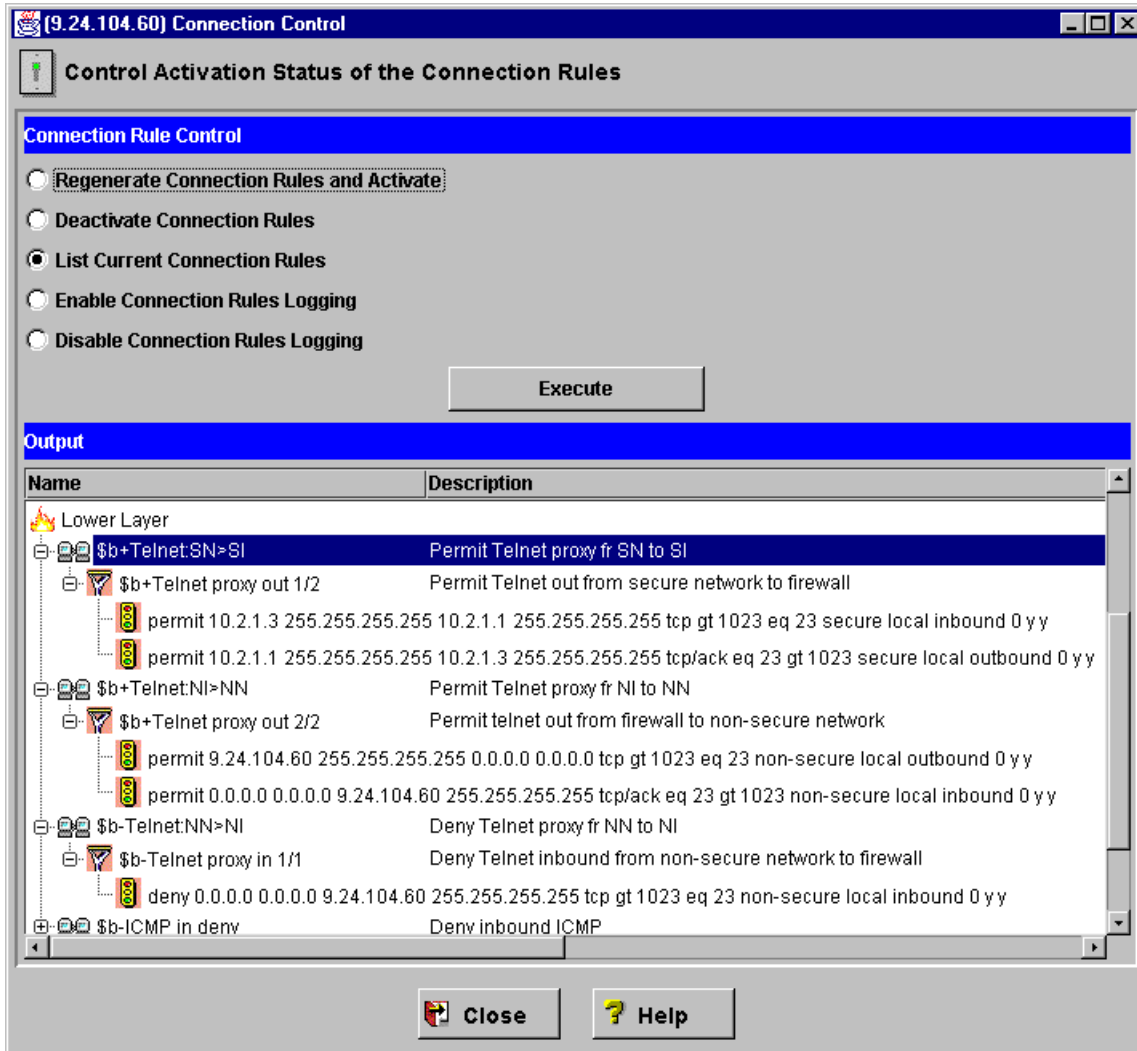 (9.24.104.60) Connection Control
Control Activation Status of the Connection Rules
Connection Rule Control
Regenerate Connection Rules and Activate
Deactivate Connection Rules
List Current Connection Rules
Enable Connection Rules Logging
Disable Connection Rules Logging
Execute
Output
Name Description
Lower Layer
$b+Telnet:SN>SI Permit Telnet proxy fr SN to SI
$b+Telnet proxy out 1/2 Permit Telnet out from secure network to firewall
permit 10.2.1.3 255.255.255.255 10.2.1.1 255.255.255.255 tcp gt 1023 eq 23 secure local inbound 0 y y
permit 10.2.1.1 255.255.255.255 10.2.1.3 255.255.255.255 tcp/ack eq 23 gt 1023 secure local outbound 0 y y
$b+Telnet:NI>NN Permit Telnet proxy fr NI to NN
$b+Telnet proxy out 2/2 Permit telnet out from firewall to non-secure network
permit 9.24.104.60 255.255.255.255 0.0.0.0 0.0.0.0 tcp gt 1023 eq 23 non-secure local outbound 0 y y
permit 0.0.0.0 0.0.0.0 9.24.104.60 255.255.255.255 tcp/ack eq 23 gt 1023 non-secure local inbound 0 y y
$b-Telnet:NN>NI Deny Telnet proxy fr NN to NI
$b-Telnet proxy in 1/1 Deny Telnet inbound from non-secure network to firewall
deny 0.0.0.0 0.0.0.0 9.24.104.60 255.255.255.255 tcp gt 1023 eq 23 non-secure local inbound 0 y y
$b-ICMP in deny Deny inbound ICMP
Close Help